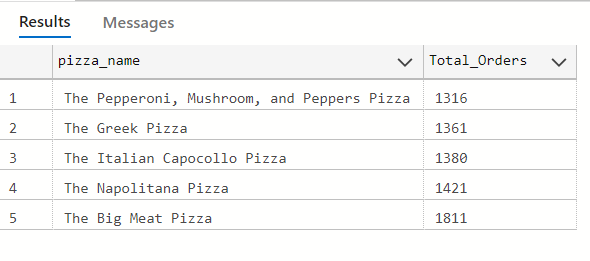 Results Messages
pizza_name Total_Orders
1 The Pepperoni, Mushroom, and Peppers Pizza 1316
2 The Greek Pizza 1361
3 The Italian Capocollo Pizza 1380
4 The Napolitana Pizza 1421
5 The Big Meat Pizza 1811